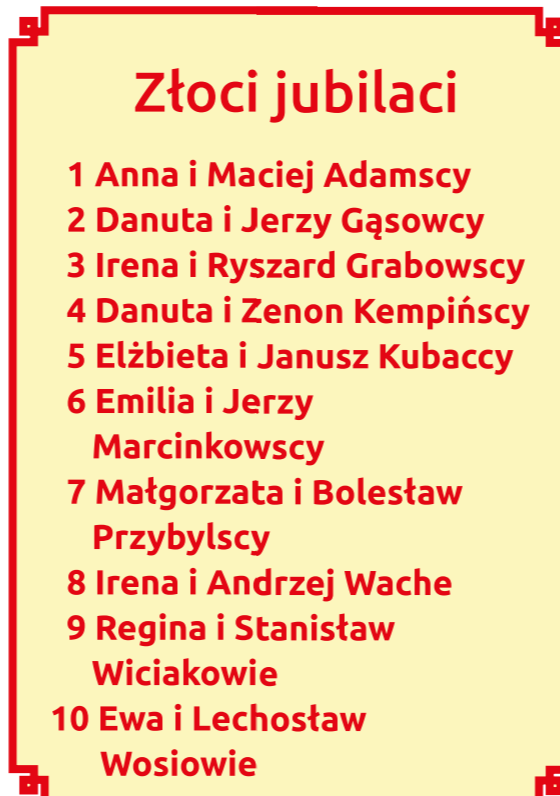 Złoci jubilaci
1 Anna i Maciej Adamscy
2 Danuta i Jerzy Gąsowcy
3 Irena i Ryszard Grabowscy
4 Danuta i Zenon Kempińscy
5 Elżbieta i Janusz Kubaccy
6 Emilia i Jerzy
Marcinkowscy
7 Małgorzata i Bolesław
Przybylscy
8 Irena i Andrzej Wache
9 Regina i Stanisław
Wiciakowie
10 Ewa i Lechosław
Wosiowie